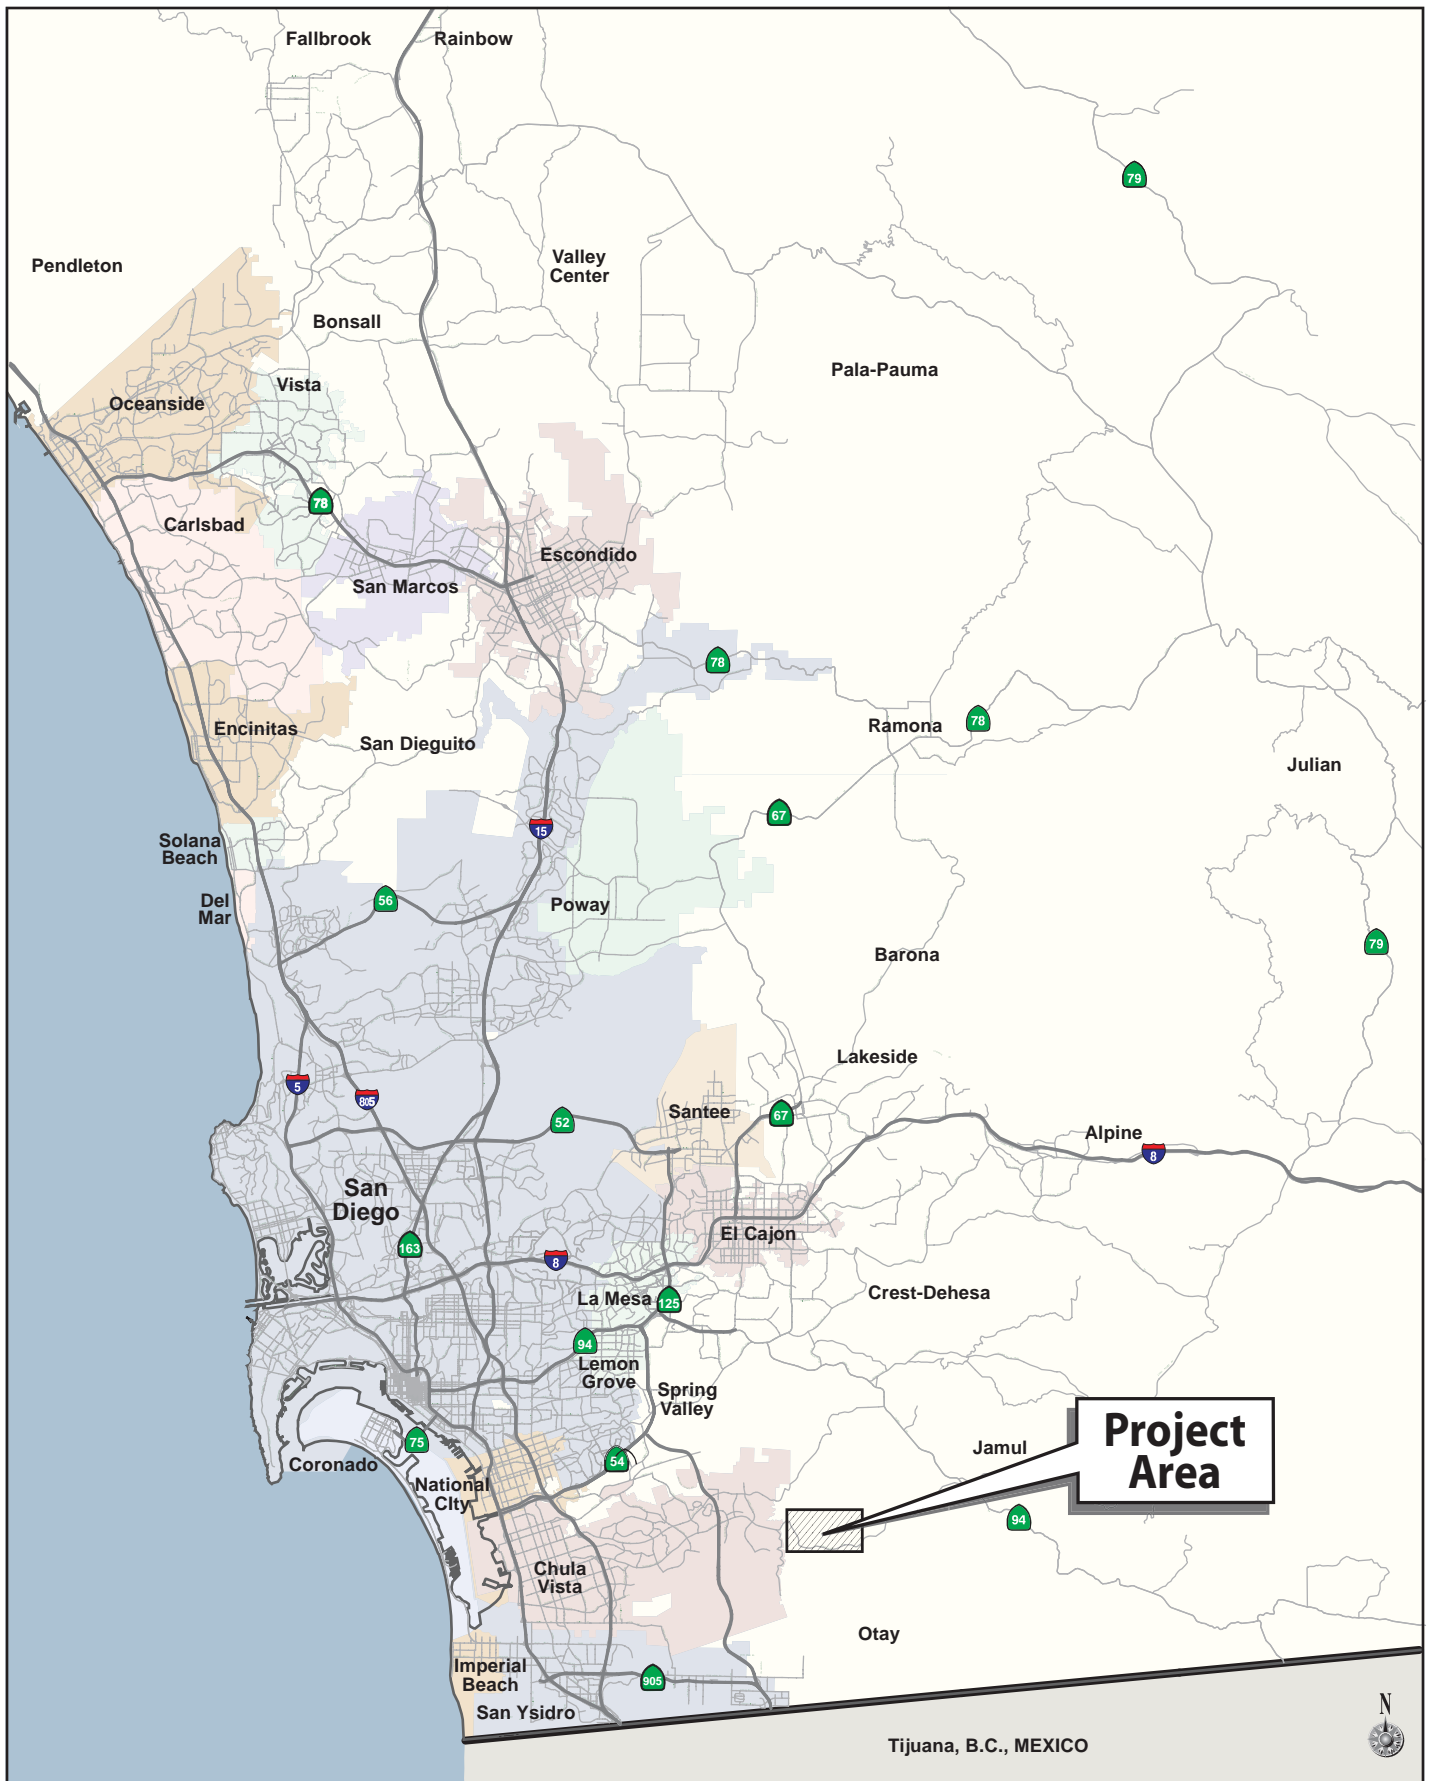 Fallbrook
Rainbow
79
Pendleton
Valley
Center
Bonsall
Pala-Pauma
Vista
Oceanside
78
Carlsbad
Escondido
San Marcos
78
78
Ramona
Encinitas
San Dieguito
Julian
67
15
Solana
Beach
56
Del
Mar
Poway
79
Barona
Lakeside
5
805
Santee
67
52
Alpine
8
San
Diego
El Cajon
163
8
Crest-Dehesa
La Mesa
125
94
Lemon
Grove
Spring
Valley
Project
Area
Jamul
75
54
Coronado
National
CIty
94
Chula
Vista
Otay
Imperial
Beach
905
San Ysidro
N
Tijuana, B.C., MEXICO